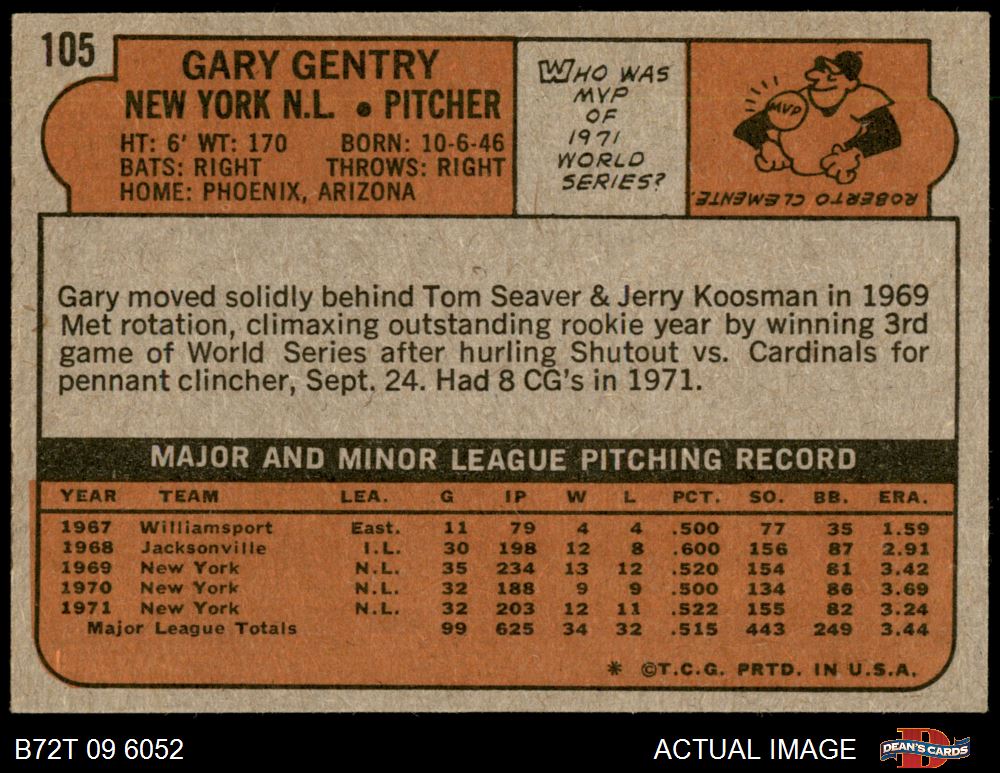 105
GARY GENTRY
NEW YORK N.L. • PITCHER
HT: 6' WT: 170 BORN: 10-6-46
BATS: RIGHT THROWS: RIGHT
HOME: PHOENIX, ARIZONA
WHO WAS
MVP
OF
1971
WORLD
SERIES?
MVP
ROBERTO CLEMENTE.
Gary moved solidly behind Tom Seaver & Jerry Koosman in 1969
Met rotation, climaxing outstanding rookie year by winning 3rd
game of World Series after hurling Shutout vs. Cardinals for
pennant clincher, Sept. 24. Had 8 CG's in 1971.
MAJOR AND MINOR LEAGUE PITCHING RECORD
YEAR TEAM LEA. G IP W L PCT. SO. BB. ERA.
1967 Williamsport East. 11 79 4 4 .500 77 35 1.59
1968 Jacksonville I.L. 30 198 12 8 .600 156 87 2.91
1969 New York N.L. 35 234 13 12 .520 154 81 3.42
1970 New York N.L. 32 188 9 9 .500 134 86 3.69
1971 New York N.L. 32 203 12 11 .522 155 82 3.24
Major League Totals 99 625 34 32 .515 443 249 3.44
* ©T.C.G. PRTD. IN U.S.A.
B72T 09 6052 ACTUAL IMAGE DEAN'S CARDS